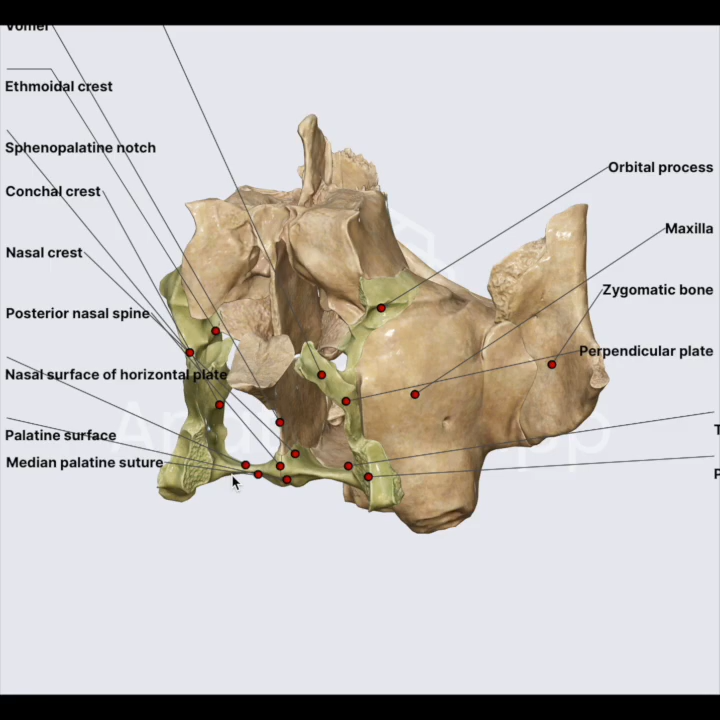 Vomer
Ethmoidal crest
Sphenopalatine notch
Conchal crest
Nasal crest
Posterior nasal spine
Nasal surface of horizontal plate
Palatine surface
Median palatine suture
Orbital process
Maxilla
Zygomatic bone
Perpendicular plate
T
P